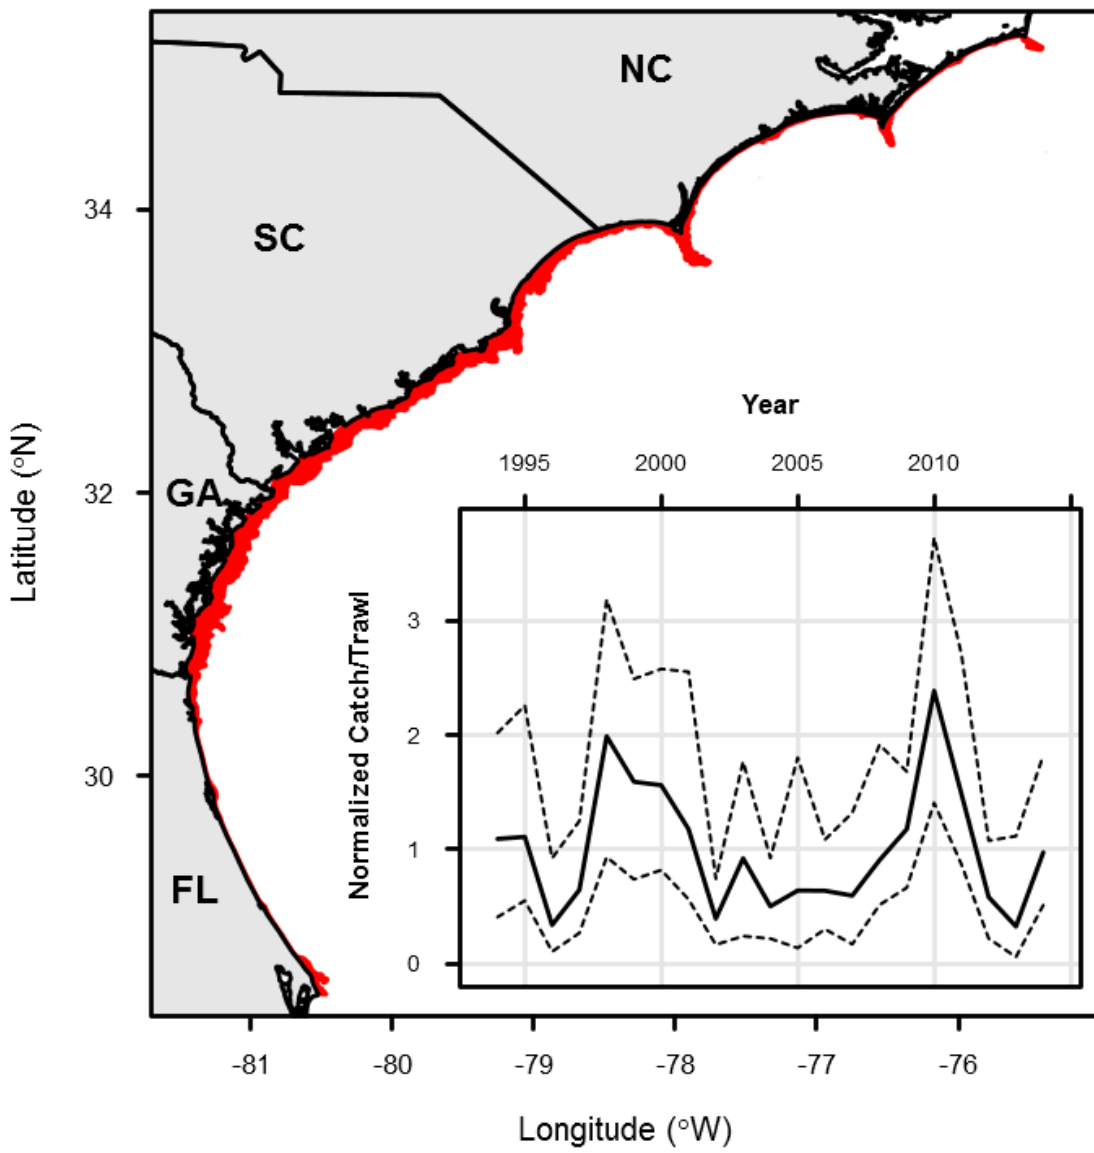 NC
34
SC
Year
1995 2000 2005 2010
32
GA
Latitude (°N)
3
Normalized Catch/Trawl
2
30
1
FL
0
-81 -80 -79 -78 -77 -76
Longitude (°W)